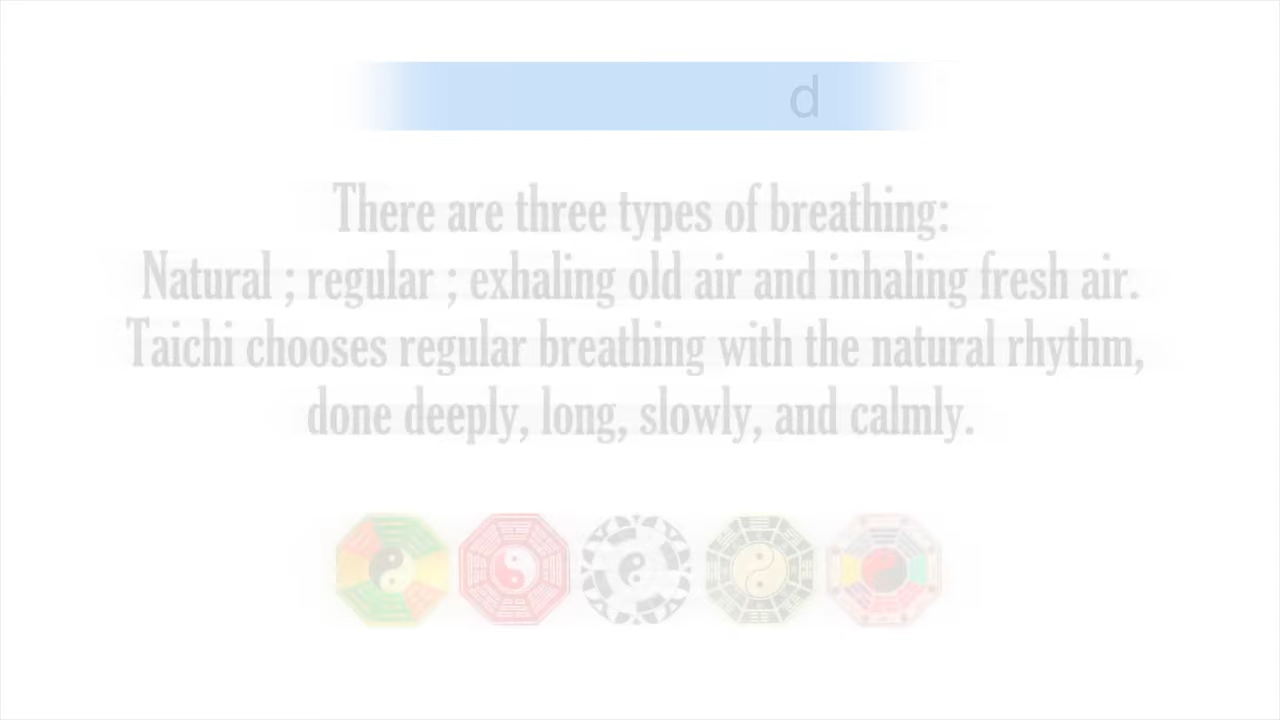 d
There are three types of breathing:
Natural ; regular ; exhaling old air and inhaling fresh air.
Taichi chooses regular breathing with the natural rhythm,
done deeply, long, slowly, and calmly.